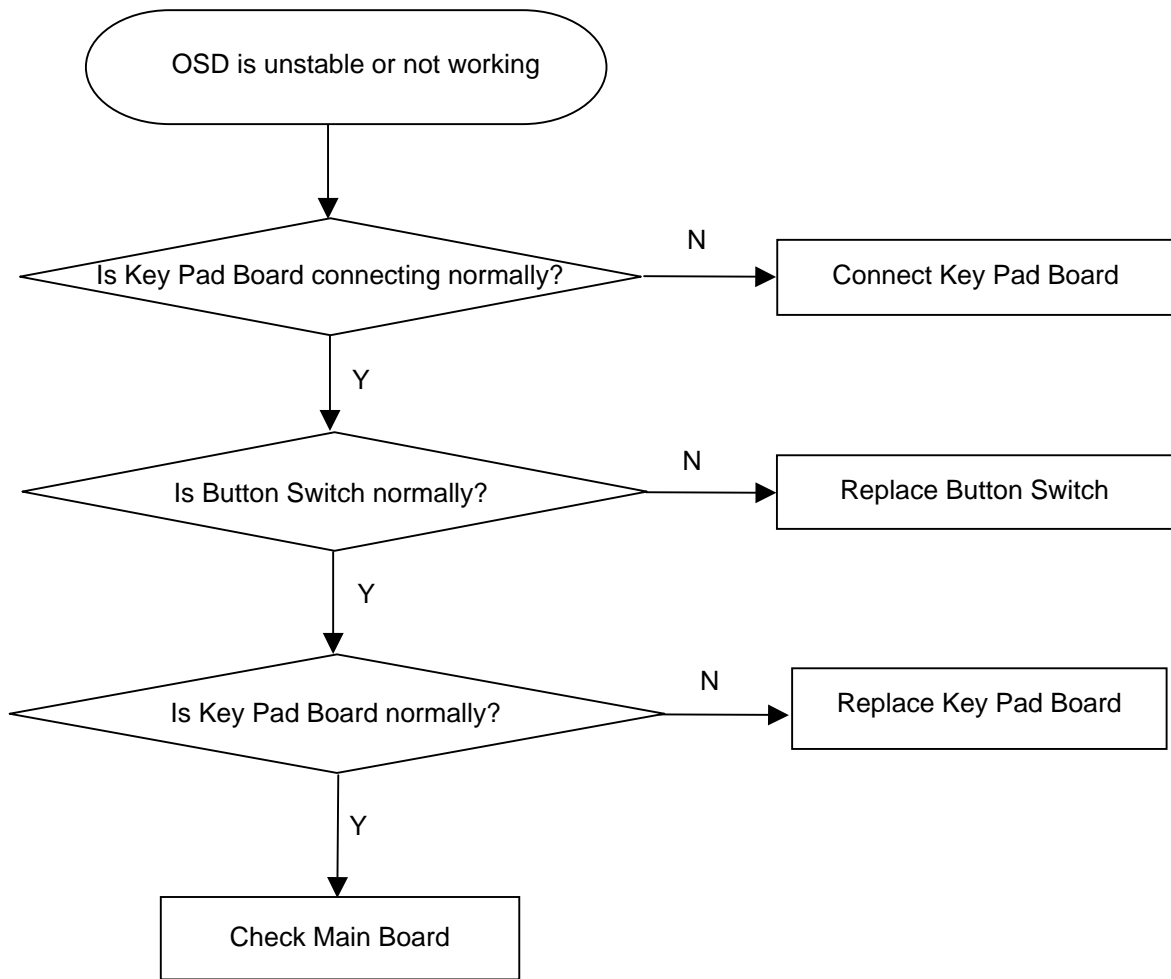 OSD is unstable or not working
N
Is Key Pad Board connecting normally?
Connect Key Pad Board
Y
N
Is Button Switch normally?
Replace Button Switch
Y
N
Is Key Pad Board normally?
Replace Key Pad Board
Y
Check Main Board